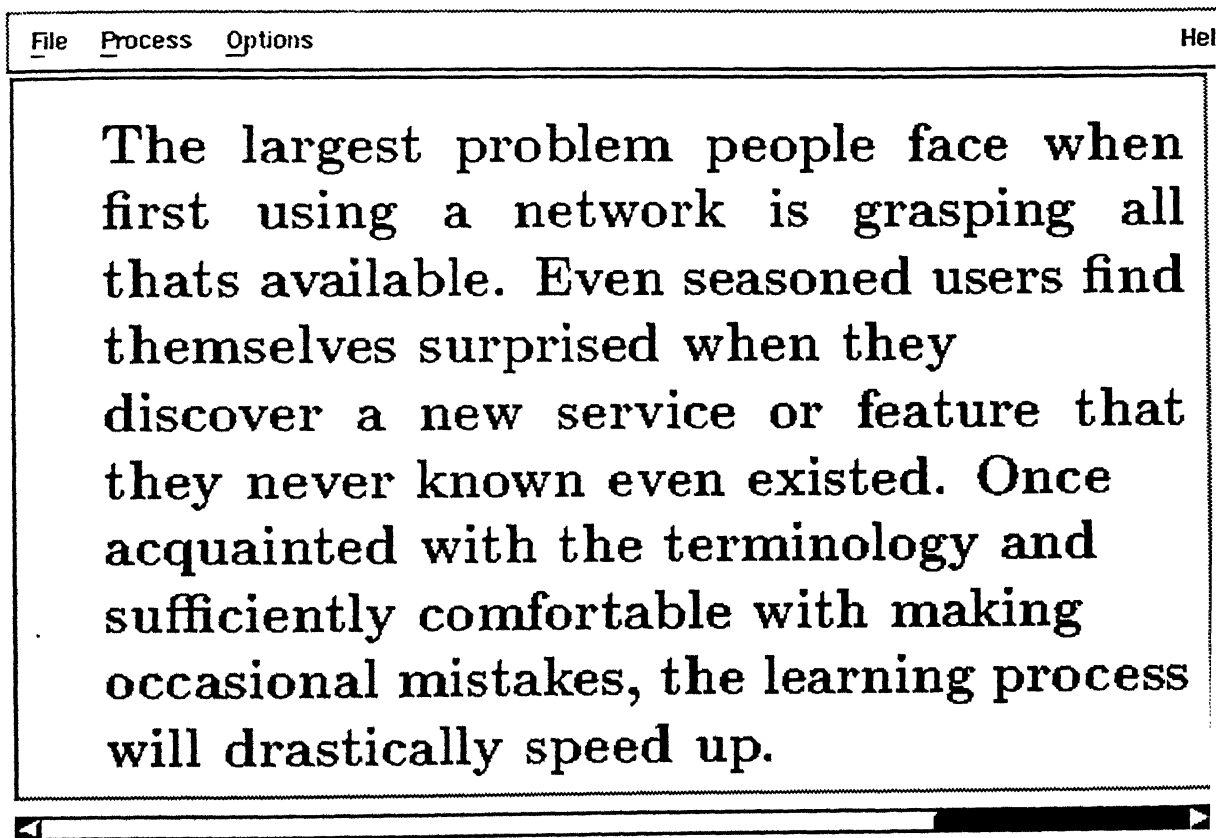 File Process Options Hel
The largest problem people face when
first using a network is grasping all
thats available. Even seasoned users find
themselves surprised when they
discover a new service or feature that
they never known even existed. Once
acquainted with the terminology and
sufficiently comfortable with making
occasional mistakes, the learning process
will drastically speed up.